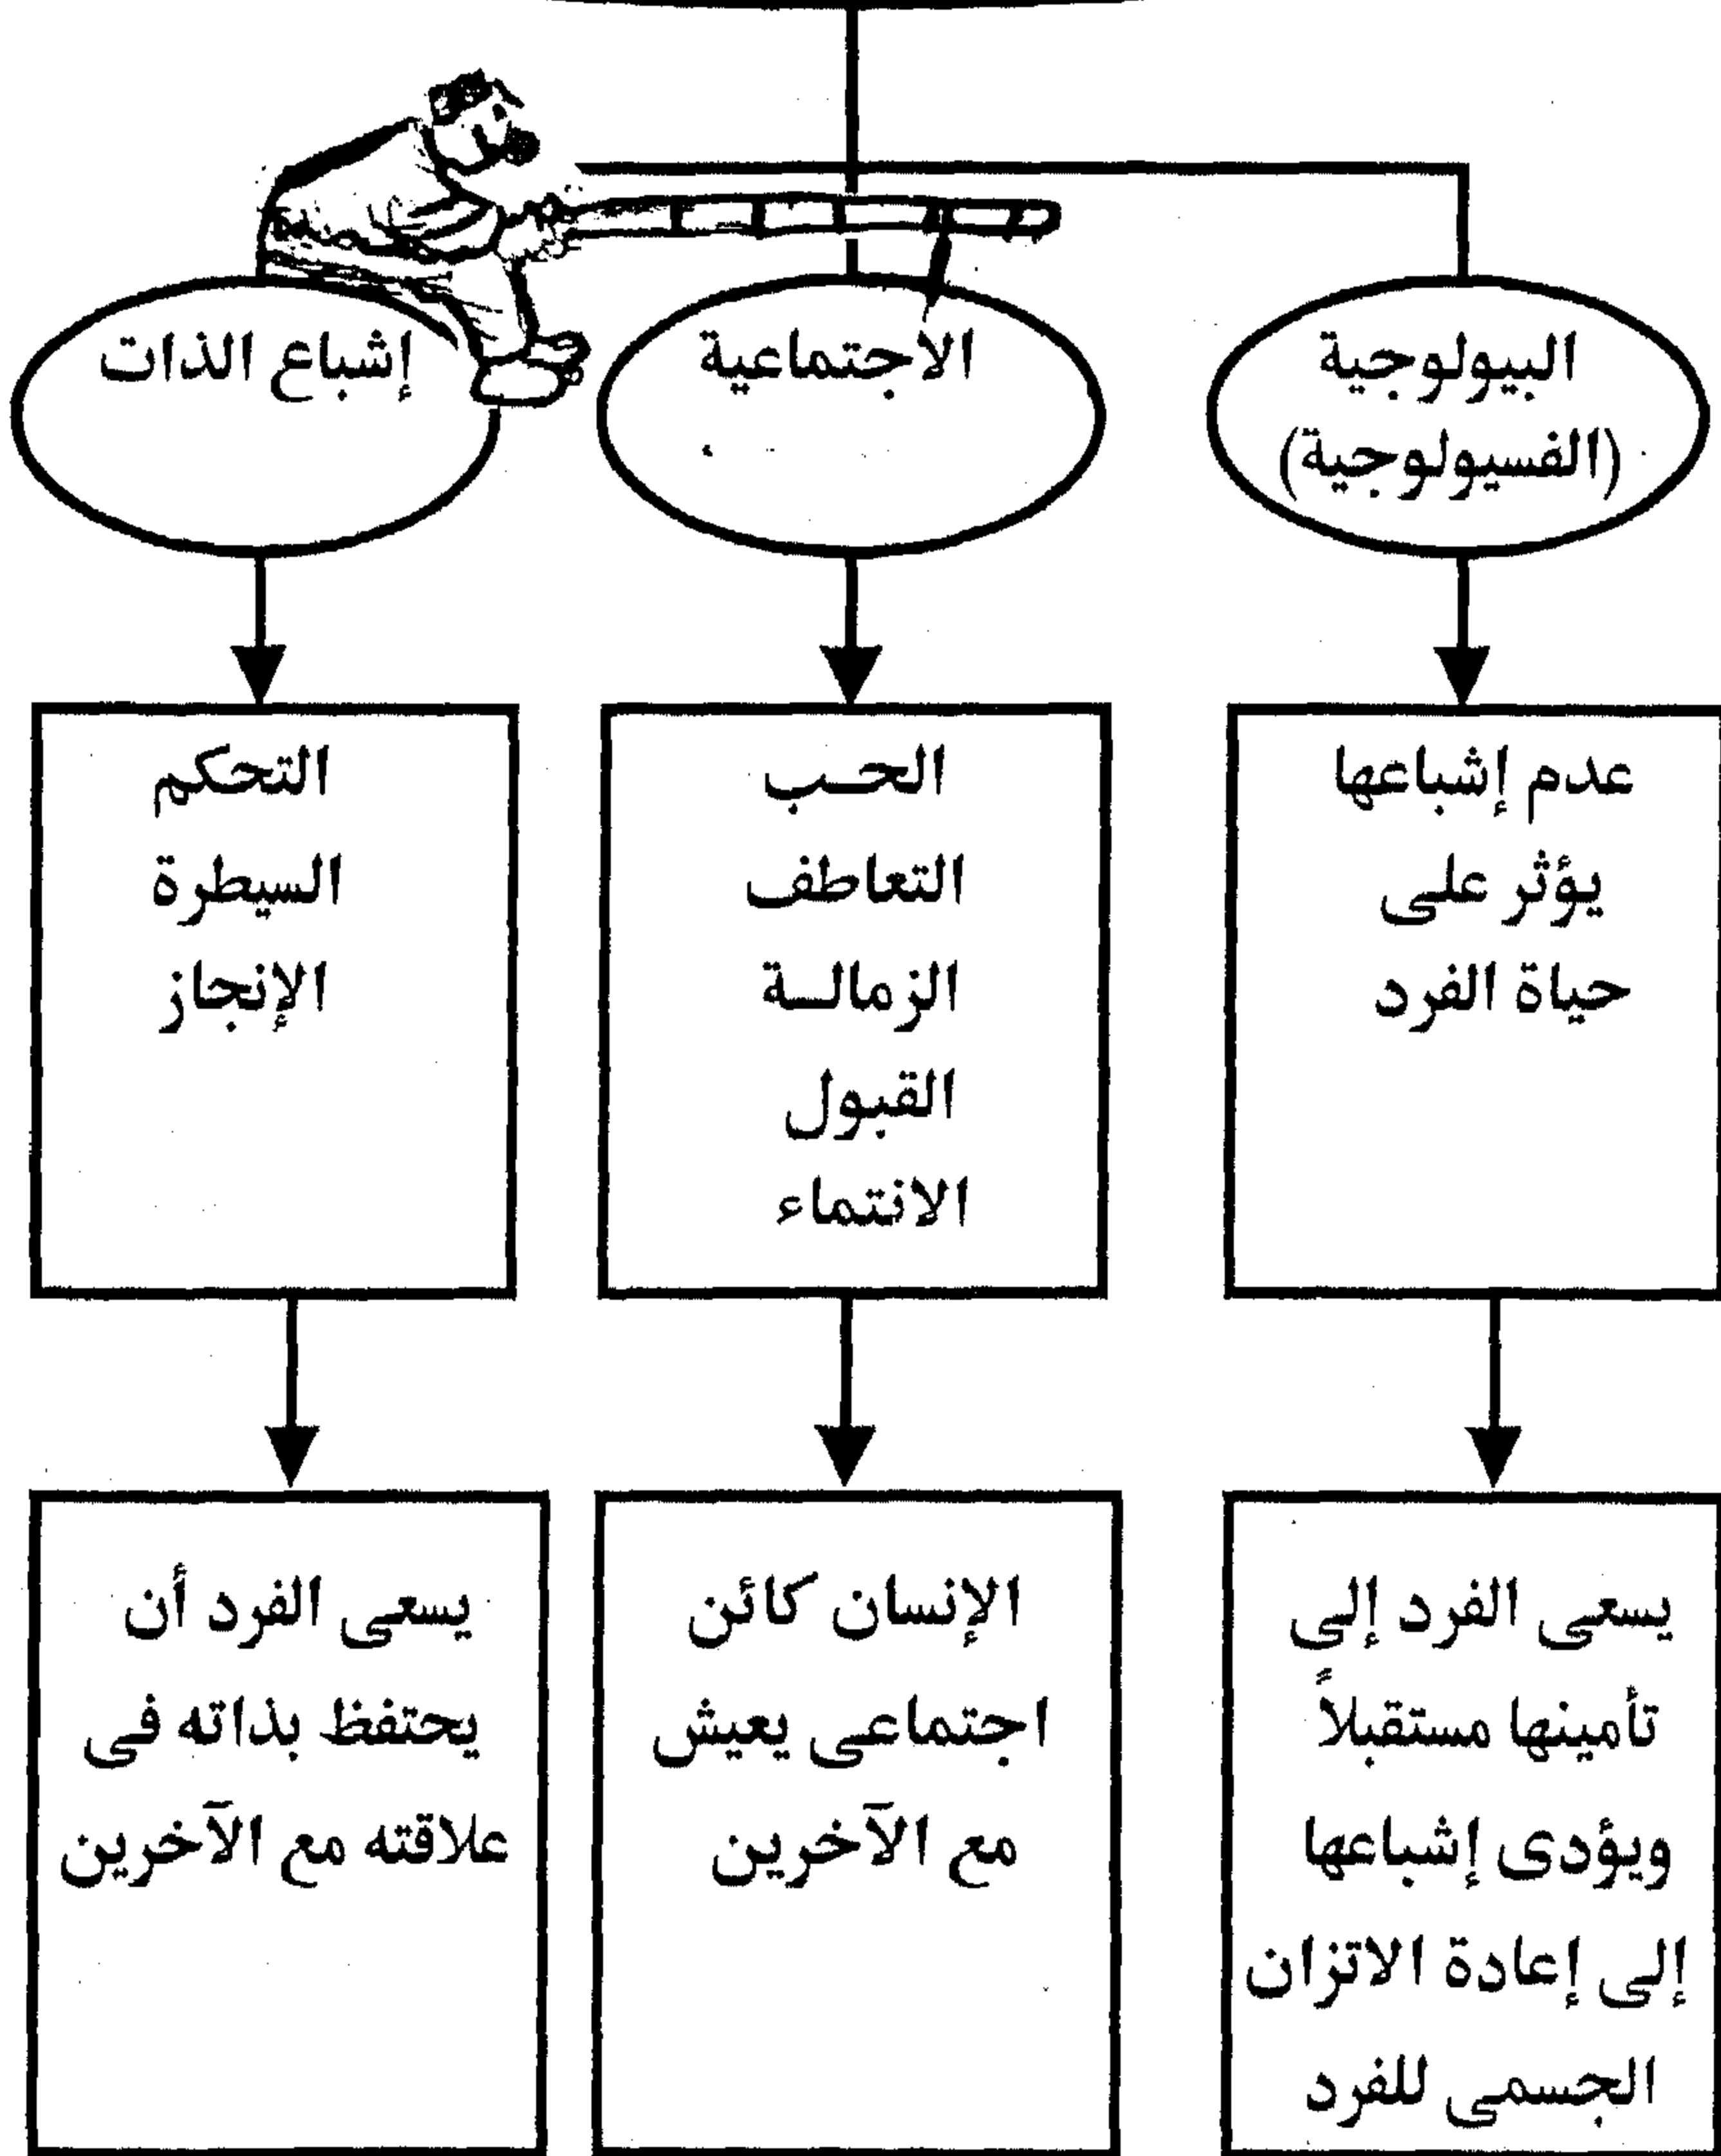 البيولوجية
(الفسيولوجية)
الاجتماعية
إشباع الذات
عدم إشباعها
يؤثر على
حياة الفرد
الحــب
التعاطف
الزمالــة
القبول
الانتماء
التحكم
السيطرة
الإنجاز
يسعى الفرد إلى
تأمينها مستقبلاً
ويؤدى إشباعها
إلى إعادة الاتزان
الجسمى للفرد
الإنسان كائن
اجتماعى يعيش
مع الآخرين
يسعى الفرد أن
يحتفظ بذاته فى
علاقته مع الآخرين